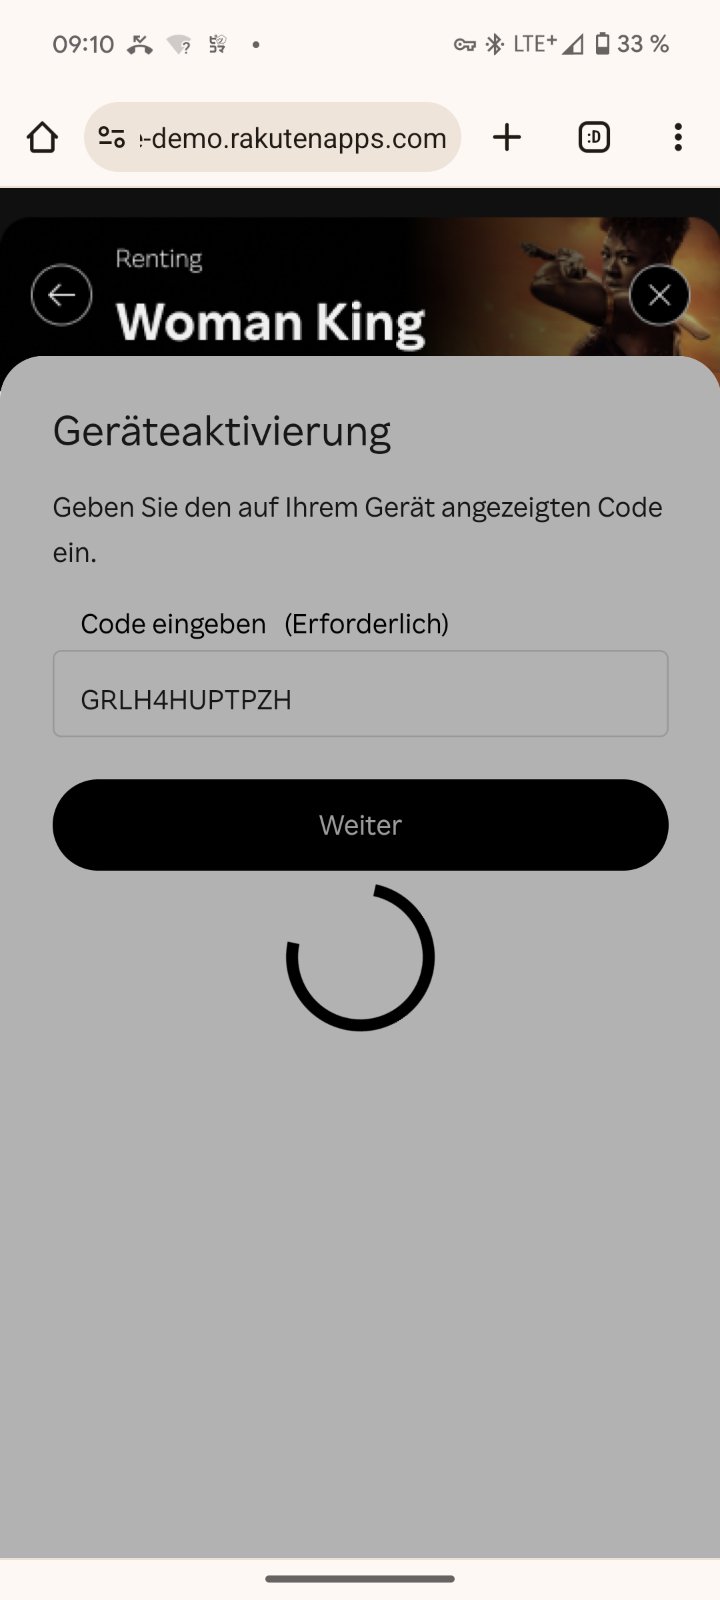 09:10
LTE+
33 %
-demo.rakutenapps.com
:D
Renting
Woman King
Geräteaktivierung
Geben Sie den auf Ihrem Gerät angezeigten Code
ein.
Code eingeben (Erforderlich)
GRLH4HUPTPZH
Weiter